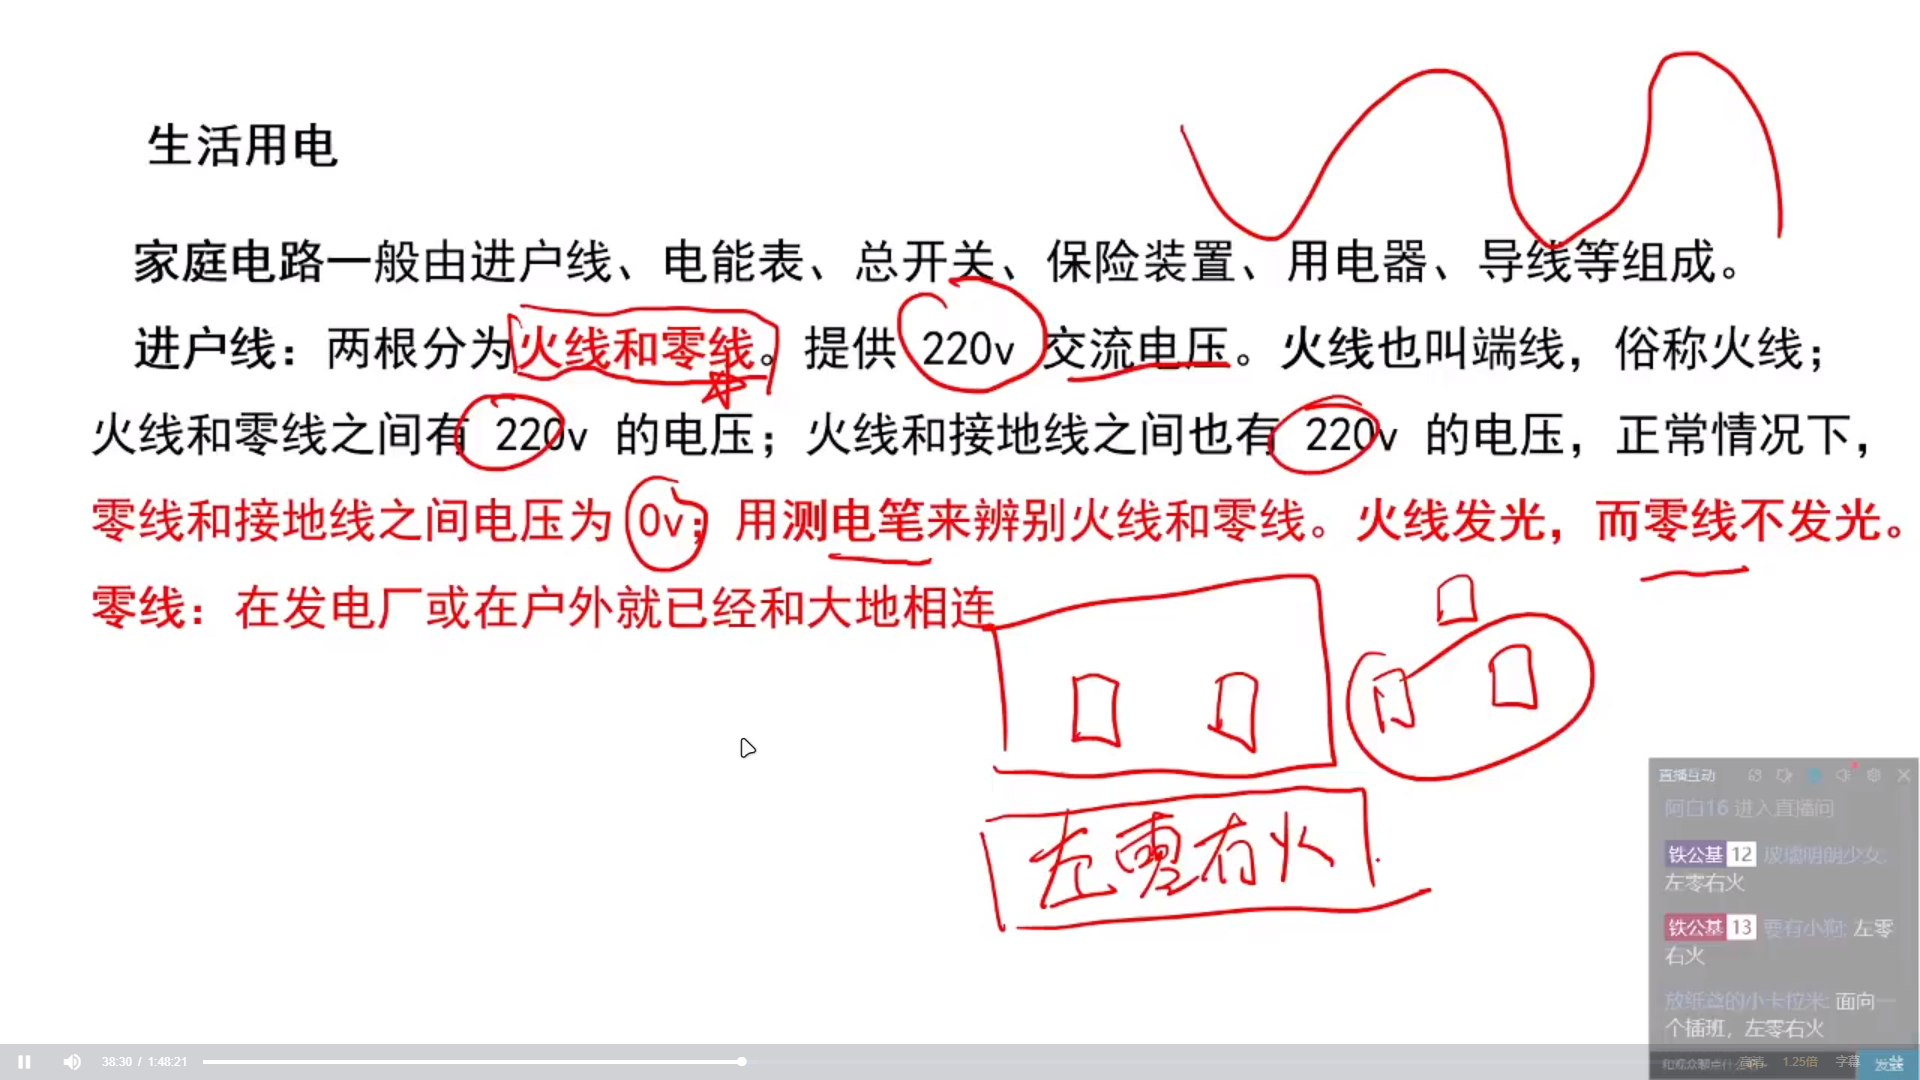 生活用电
家庭电路一般由进户线、电能表、总开关、保险装置、用电器、导线等组成。
进户线：两根分为火线和零线。提供 220v 交流电压。火线也叫端线，俗称火线；
火线和零线之间有 220v 的电压；火线和接地线之间也有 220v 的电压，正常情况下，
零线和接地线之间电压为 0v；用测电笔来辨别火线和零线。火线发光，而零线不发光。
零线：在发电厂或在户外就已经和大地相连
左零右火
直播互动
阿白16 进入直播间
铁公基 12 玻璃明朗少女:
左零右火
铁公基 13 要有小狗: 左零
右火
放纸盏的小卡拉米: 面向一
个插班，左零右火
38:30 / 1:48:21
1.25倍 字幕